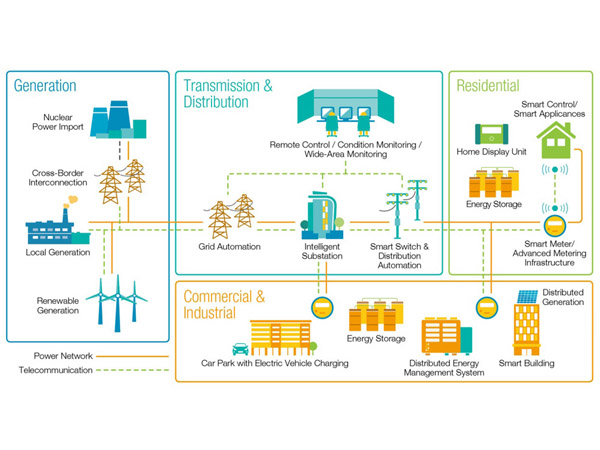 Generation
Nuclear
Power Import
Cross-Border
Interconnection
Local Generation
Renewable
Generation
Power Network
Telecommunication
Transmission &
Distribution
Remote Control / Condition Monitoring /
Wide-Area Monitoring
Grid Automation
Intelligent
Substation
Smart Switch &
Distribution
Automation
Residential
Smart Control/
Smart Applicances
Home Display Unit
Energy Storage
Smart Meter/
Advanced Metering
Infrastructure
Commercial &
Industrial
Car Park with Electric Vehicle Charging
Energy Storage
Distributed Energy
Management System
Distributed
Generation
Smart Building